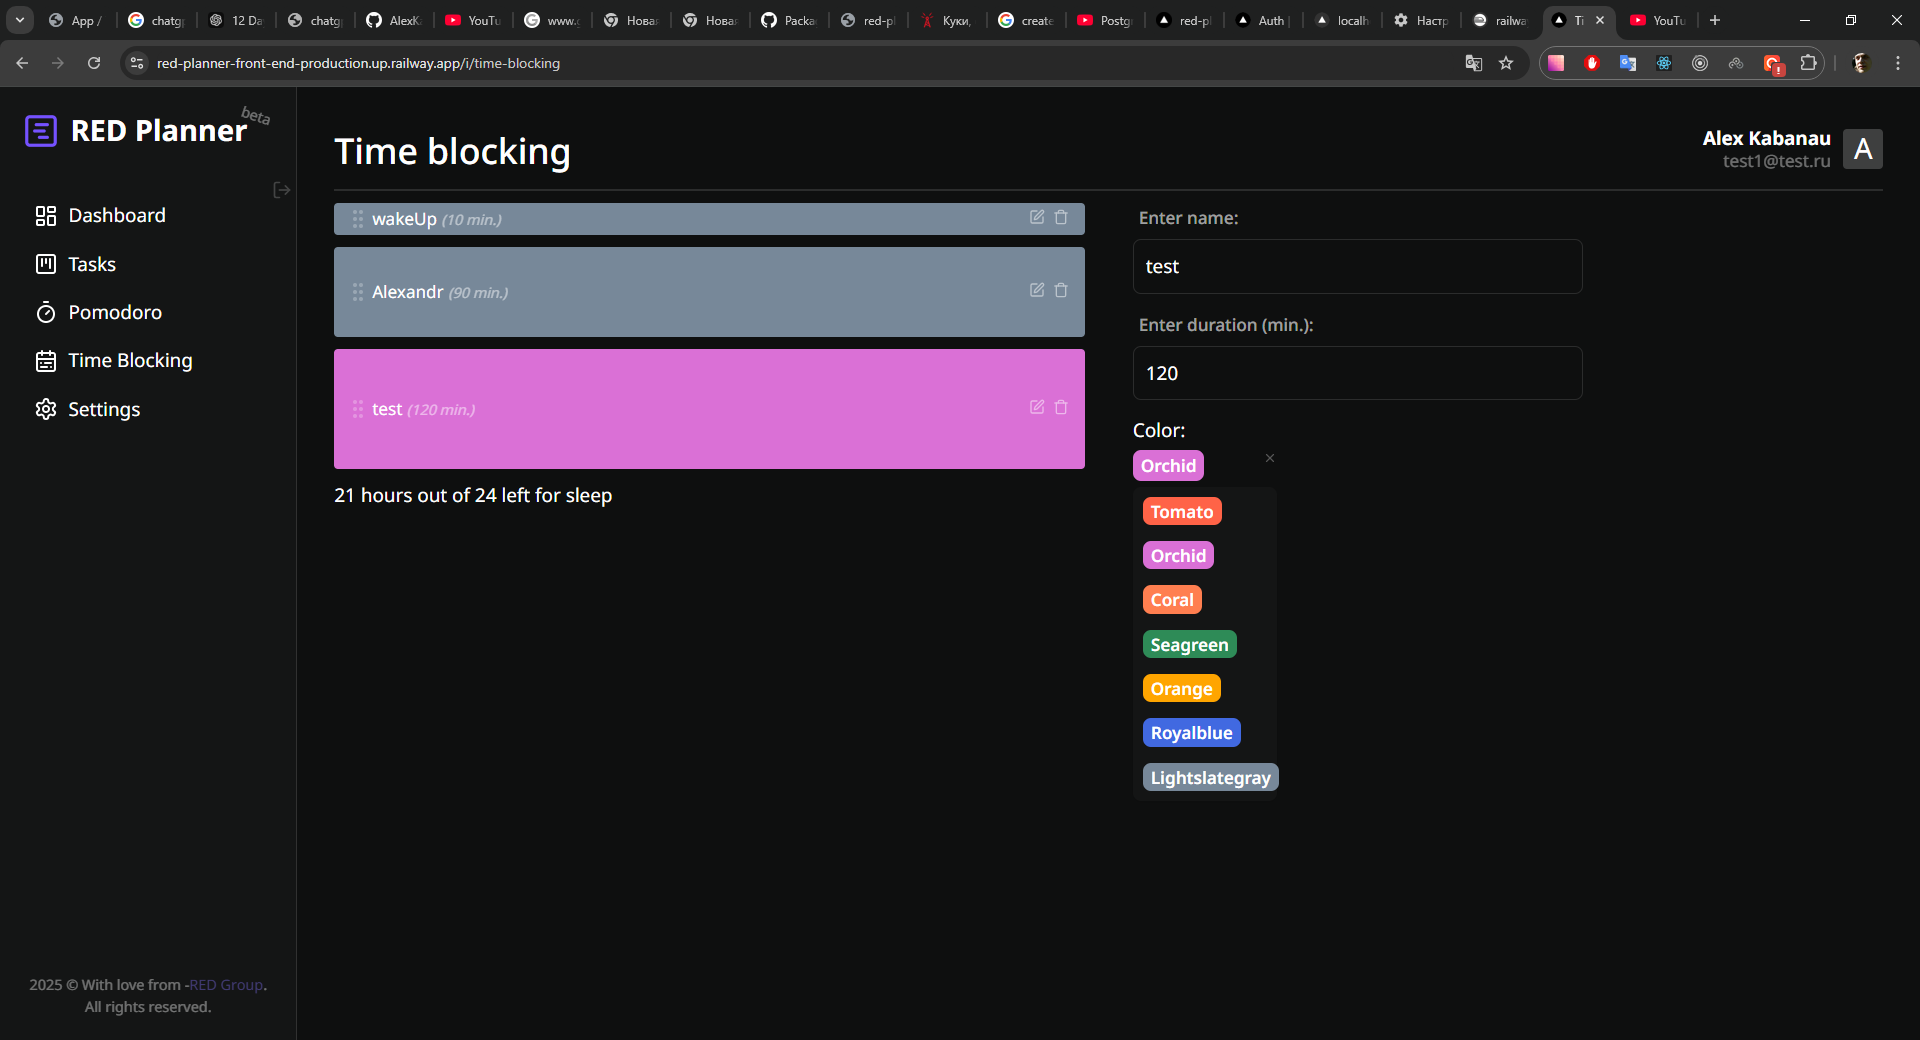 App /
chatg
12 Da
chatg
AlexK
YouTu
www.
Нова
Нова
Packa
red-pl
Куки,
create
Postg
red-pl
Auth
localh
Настр
railwa
Ti
YouTu
red-planner-front-end-production.up.railway.app/i/time-blocking
RED Planner beta
Dashboard
Tasks
Pomodoro
Time Blocking
Settings
2025 © With love from -RED Group.
All rights reserved.
Time blocking
Alex Kabanau
test1@test.ru
A
wakeUp (10 min.)
Alexandr (90 min.)
test (120 min.)
21 hours out of 24 left for sleep
Enter name:
test
Enter duration (min.):
120
Color:
Orchid
Tomato
Orchid
Coral
Seagreen
Orange
Royalblue
Lightslategray